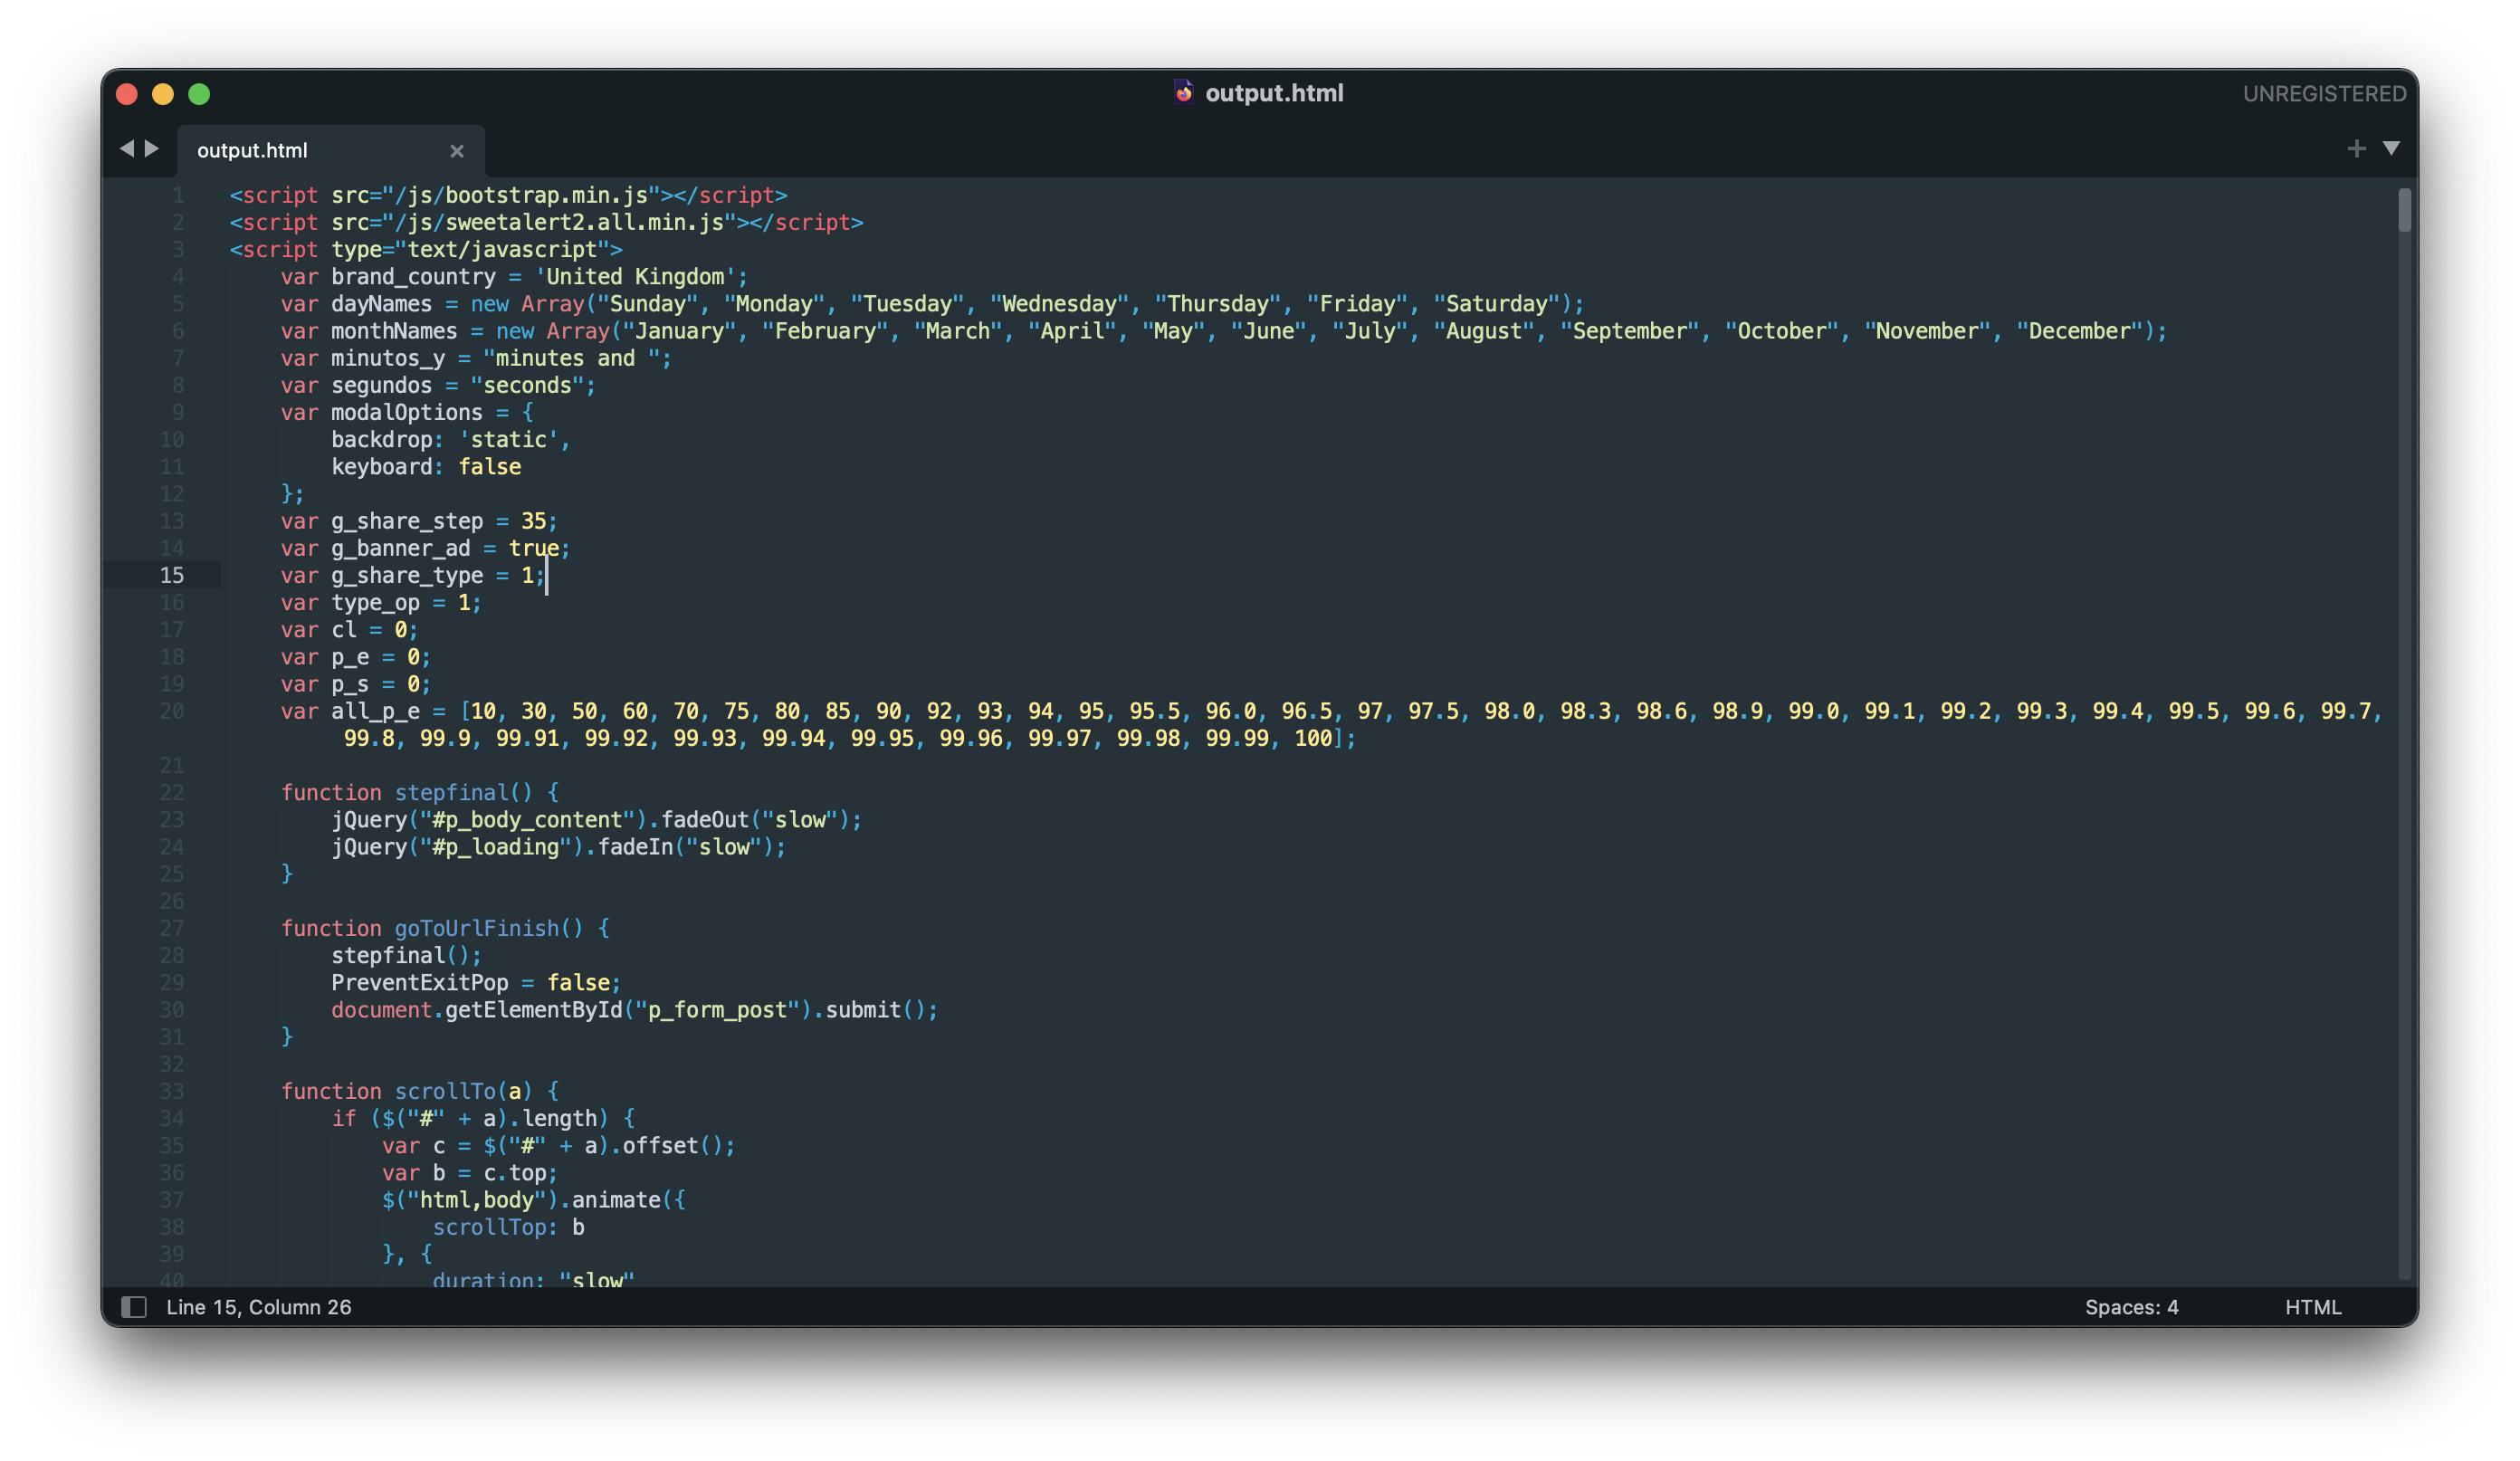 output.html
UNREGISTERED
output.html
1 <script src="/js/bootstrap.min.js"></script>
2 <script src="/js/sweetalert2.all.min.js"></script>
3 <script type="text/javascript">
4     var brand_country = 'United Kingdom';
5     var dayNames = new Array("Sunday", "Monday", "Tuesday", "Wednesday", "Thursday", "Friday", "Saturday");
6     var monthNames = new Array("January", "February", "March", "April", "May", "June", "July", "August", "September", "October", "November", "December");
7     var minutos_y = "minutes and ";
8     var segundos = "seconds";
9     var modalOptions = {
10         backdrop: 'static',
11         keyboard: false
12     };
13     var g_share_step = 35;
14     var g_banner_ad = true;
15     var g_share_type = 1;
16     var type_op = 1;
17     var cl = 0;
18     var p_e = 0;
19     var p_s = 0;
20     var all_p_e = [10, 30, 50, 60, 70, 75, 80, 85, 90, 92, 93, 94, 95, 95.5, 96.0, 96.5, 97, 97.5, 98.0, 98.3, 98.6, 98.9, 99.0, 99.1, 99.2, 99.3, 99.4, 99.5, 99.6, 99.7,
99.8, 99.9, 99.91, 99.92, 99.93, 99.94, 99.95, 99.96, 99.97, 99.98, 99.99, 100];
21
22     function stepfinal() {
23         jQuery("#p_body_content").fadeOut("slow");
24         jQuery("#p_loading").fadeIn("slow");
25     }
26
27     function goToUrlFinish() {
28         stepfinal();
29         PreventExitPop = false;
30         document.getElementById("p_form_post").submit();
31     }
32
33     function scrollTo(a) {
34         if ($("#" + a).length) {
35             var c = $("#" + a).offset();
36             var b = c.top;
37             $("html,body").animate({
38                 scrollTop: b
39             }, {
40                 duration: "slow"
Line 15, Column 26
Spaces: 4
HTML